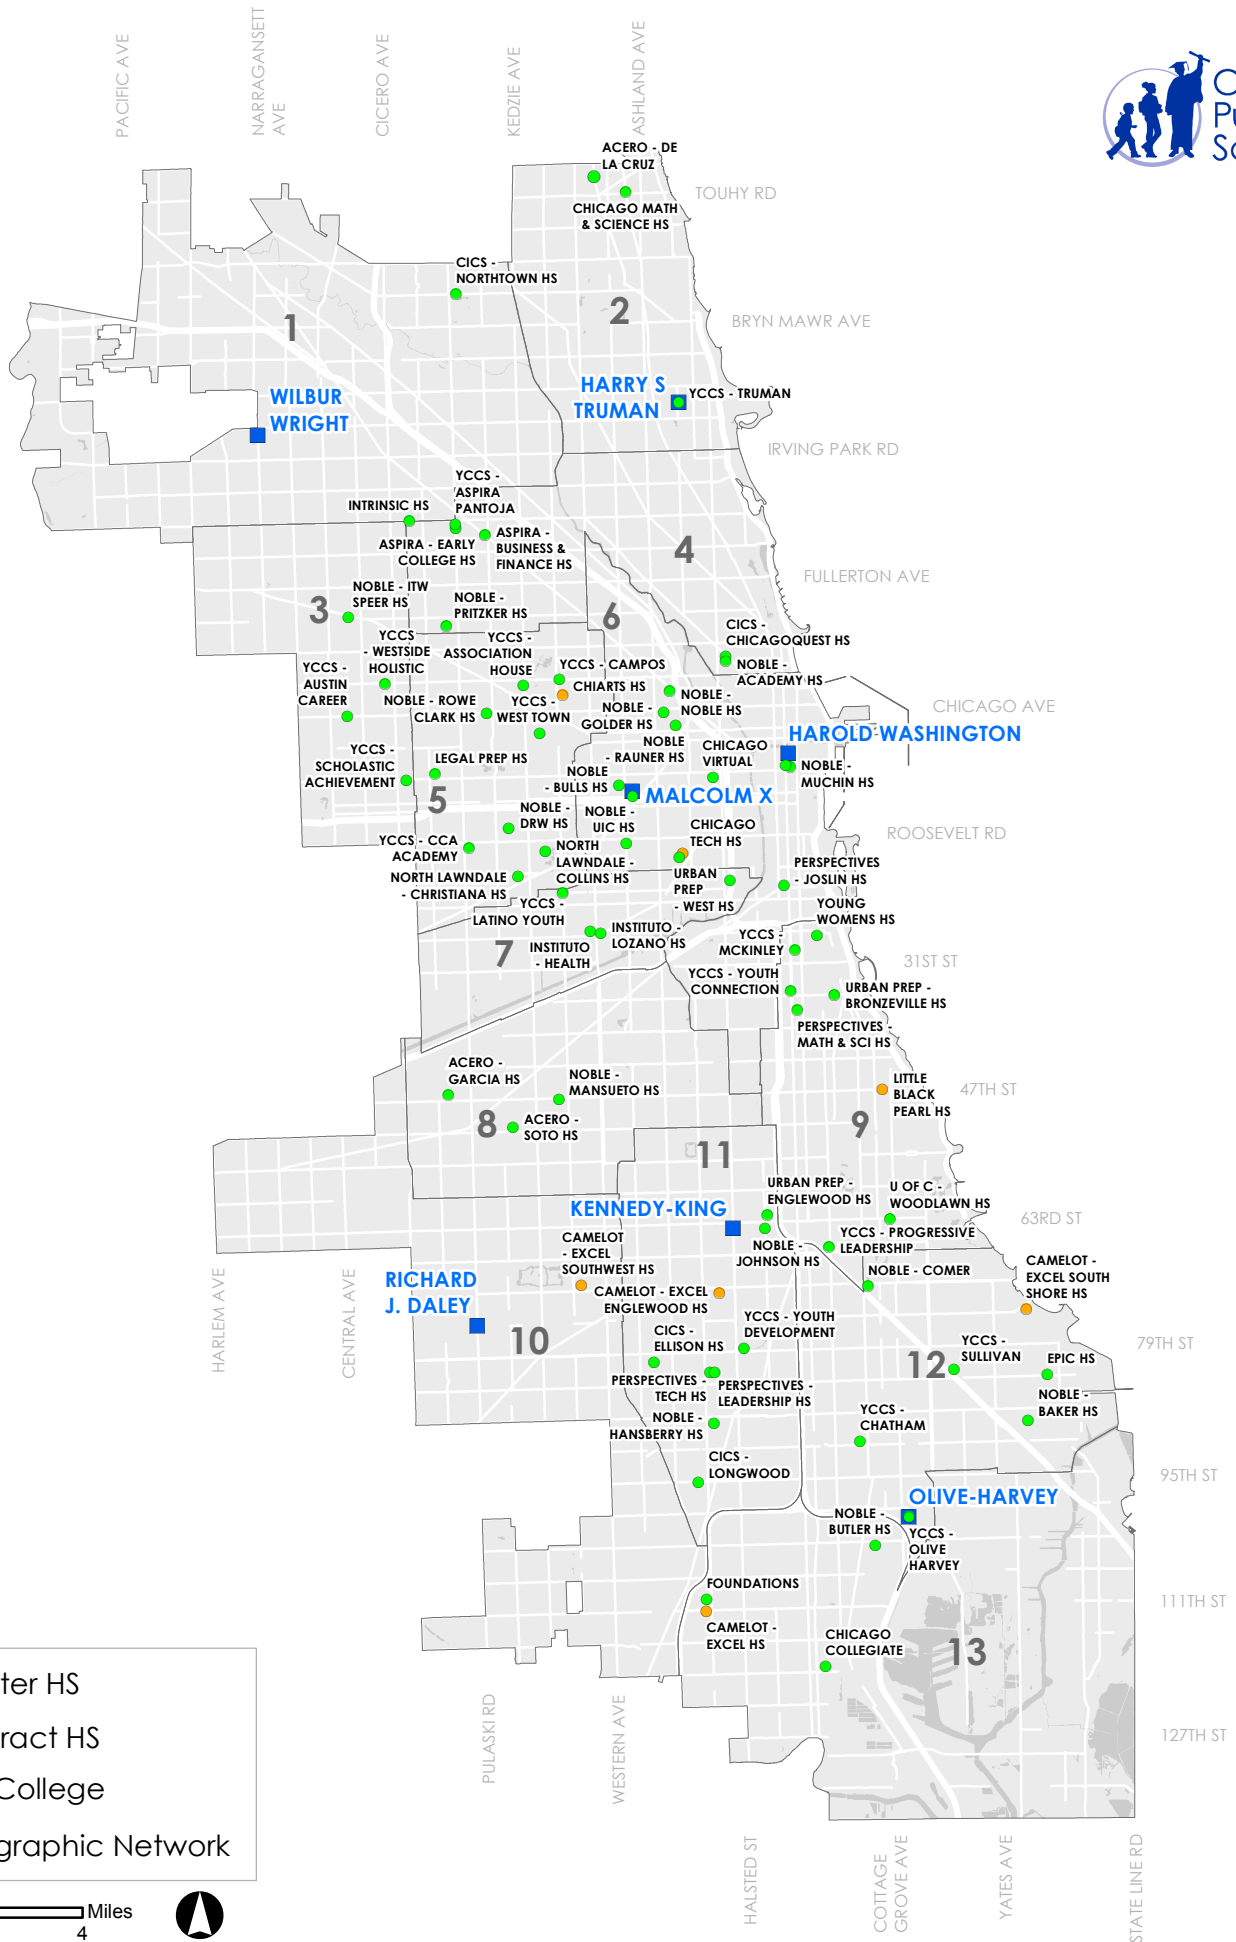 PACIFIC AVE
NARRAGANSETT
AVE
CICERO AVE
KEDZIE AVE
ASHLAND AVE
ACERO - DE
LA CRUZ
TOUHY RD
CHICAGO MATH
& SCIENCE HS
CICS -
NORTHTOWN HS
1
2
BRYN MAWR AVE
WILBUR
WRIGHT
HARRY S
TRUMAN
YCCS - TRUMAN
IRVING PARK RD
YCCS -
ASPIRA
PANTOJA
INTRINSIC HS
ASPIRA - EARLY
COLLEGE HS
ASPIRA -
BUSINESS &
FINANCE HS
4
FULLERTON AVE
NOBLE - ITW
SPEER HS
3
NOBLE -
PRITZKER HS
6
CICS -
CHICAGOQUEST HS
NOBLE -
ACADEMY HS
YCCS
- WESTSIDE
HOLISTIC
YCCS -
ASSOCIATION
HOUSE
YCCS - CAMPOS
CHIARTS HS
YCCS -
AUSTIN
CAREER
NOBLE - ROWE
CLARK HS
YCCS -
WEST TOWN
NOBLE -
GOLDER HS
NOBLE -
NOBLE HS
CHICAGO AVE
NOBLE
- RAUNER HS
CHICAGO
VIRTUAL
HAROLD WASHINGTON
NOBLE -
MUCHIN HS
YCCS -
SCHOLASTIC
ACHIEVEMENT
LEGAL PREP HS
NOBLE
- BULLS HS
MALCOLM X
5
NOBLE -
DRW HS
NOBLE -
UIC HS
CHICAGO
TECH HS
ROOSEVELT RD
YCCS - CCA
ACADEMY
NORTH
LAWNDALE -
COLLINS HS
NORTH LAWNDALE
- CHRISTIANA HS
URBAN
PREP
- WEST HS
PERSPECTIVES
- JOSLIN HS
YCCS -
LATINO YOUTH
YOUNG
WOMENS HS
7
INSTITUTO
- HEALTH
INSTITUTO -
LOZANO HS
YCCS -
MCKINLEY
31ST ST
YCCS - YOUTH
CONNECTION
URBAN PREP -
BRONZEVILLE HS
PERSPECTIVES -
MATH & SCI HS
ACERO -
GARCIA HS
NOBLE -
MANSUETO HS
LITTLE
BLACK
PEARL HS
47TH ST
8
ACERO -
SOTO HS
9
11
URBAN PREP -
ENGLEWOOD HS
U OF C -
WOODLAWN HS
63RD ST
KENNEDY-KING
NOBLE -
JOHNSON HS
YCCS - PROGRESSIVE
LEADERSHIP
CAMELOT
- EXCEL
SOUTHWEST HS
NOBLE - COMER
CAMELOT -
EXCEL SOUTH
SHORE HS
HARLEM AVE
CENTRAL AVE
RICHARD
J. DALEY
CAMELOT - EXCEL
ENGLEWOOD HS
10
CICS -
ELLISON HS
YCCS - YOUTH
DEVELOPMENT
79TH ST
12
YCCS -
SULLIVAN
EPIC HS
PERSPECTIVES -
TECH HS
PERSPECTIVES -
LEADERSHIP HS
NOBLE -
BAKER HS
NOBLE -
HANSBERRY HS
YCCS -
CHATHAM
CICS -
LONGWOOD
95TH ST
OLIVE-HARVEY
NOBLE -
BUTLER HS
YCCS -
OLIVE
HARVEY
FOUNDATIONS
111TH ST
CAMELOT -
EXCEL HS
CHICAGO
COLLEGIATE
13
127TH ST
PULASKI RD
WESTERN AVE
HALSTED ST
COTTAGE
GROVE AVE
YATES AVE
STATE LINE RD
ter HS
ract HS
College
graphic Network
Miles
4